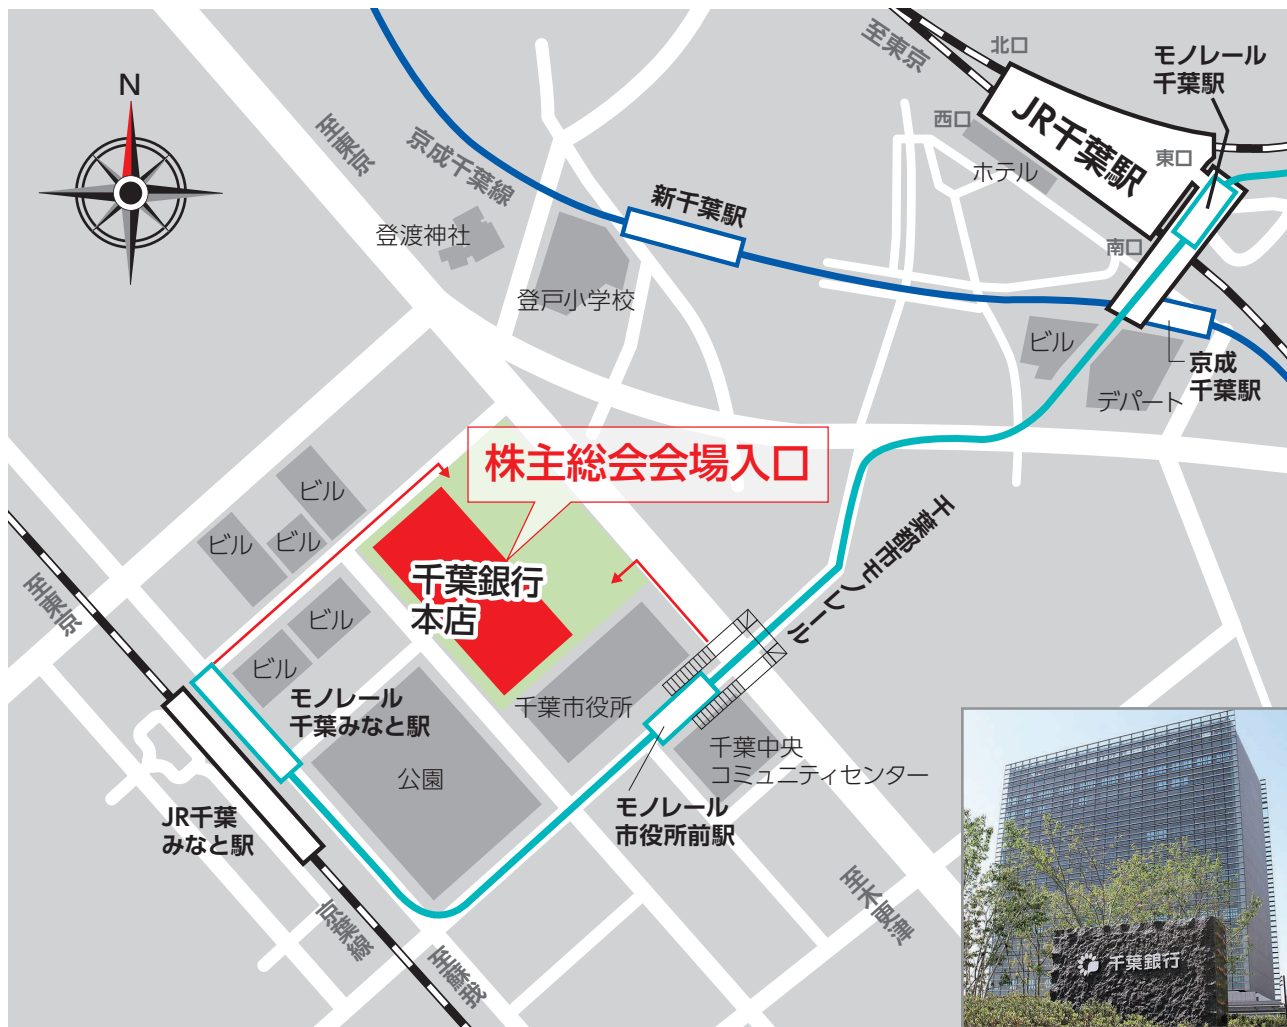 N
至東京
京成千葉線
登渡神社
登戸小学校
新千葉駅
至東京
北口
西口
ホテル
JR千葉駅
東口
南口
モノレール
千葉駅
ビル
デパート
京成
千葉駅
株主総会会場入口
千葉銀行
本店
ビル
ビル
ビル
ビル
ビル
至東京
モノレール
千葉みなと駅
JR千葉
みなと駅
公園
千葉市役所
千葉都市モノレール
千葉中央
コミュニティセンター
モノレール
市役所前駅
京葉線
至蘇我
至木更津
千葉銀行